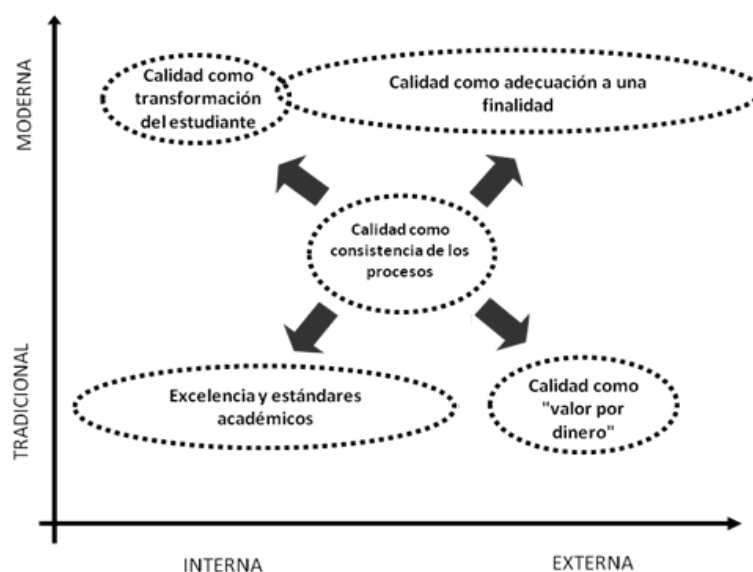 MODERNA
Calidad como
transformación
del estudiante
Calidad como adecuación a una
finalidad
Calidad como
consistencia de los
procesos
TRADICIONAL
Excelencia y estándares
académicos
Calidad como
"valor por
dinero"
INTERNA
EXTERNA